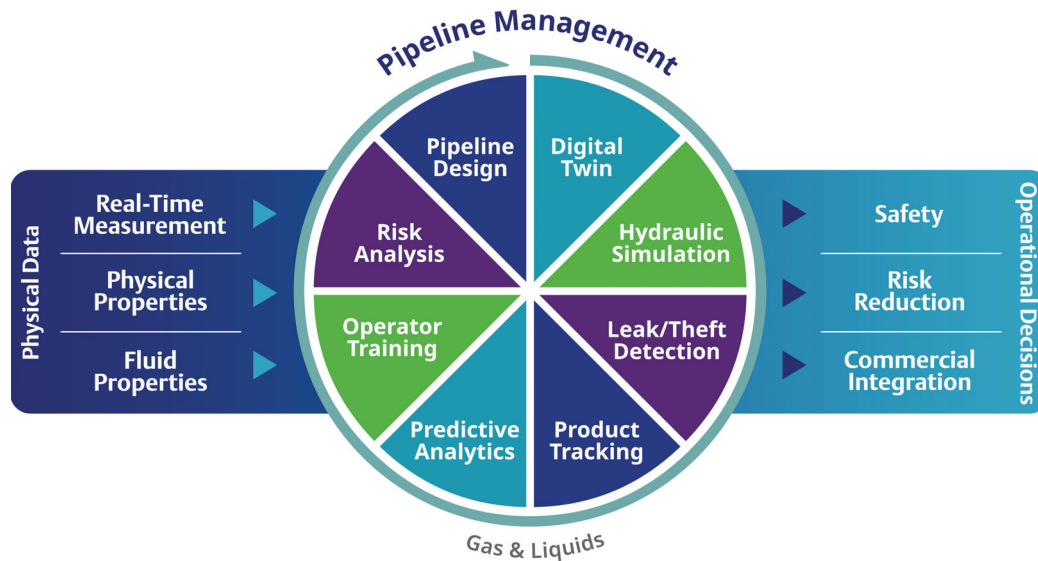 Pipeline Management
Physical Data
Real-Time
Measurement
Physical
Properties
Fluid
Properties
Pipeline
Design
Digital
Twin
Risk
Analysis
Hydraulic
Simulation
Operator
Training
Leak/Theft
Detection
Predictive
Analytics
Product
Tracking
Safety
Risk
Reduction
Commercial
Integration
Operational Decisions
Gas & Liquids